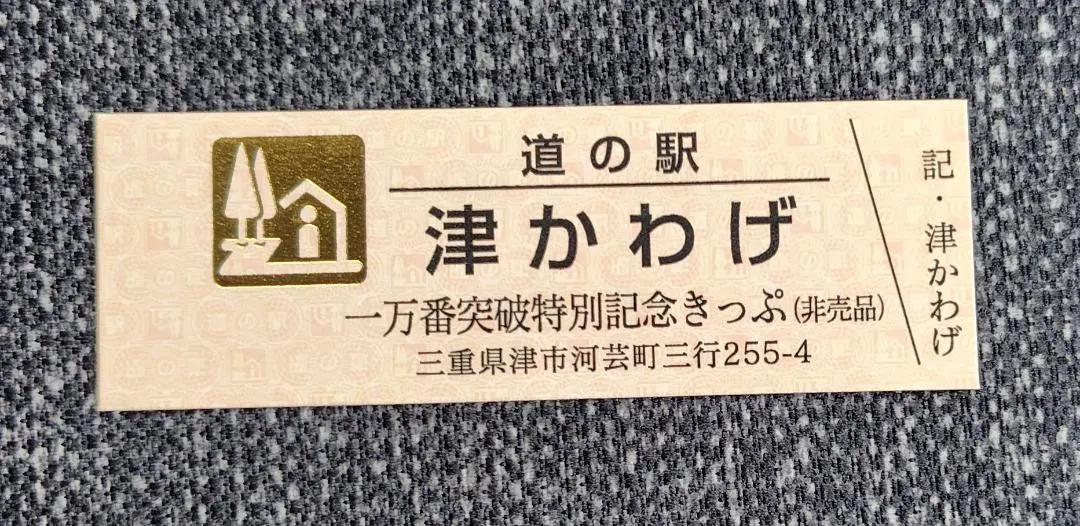 道の駅
津かわげ
一万番突破特別記念きっぷ(非売品)
三重県津市河芸町三行255-4
記・津かわげ